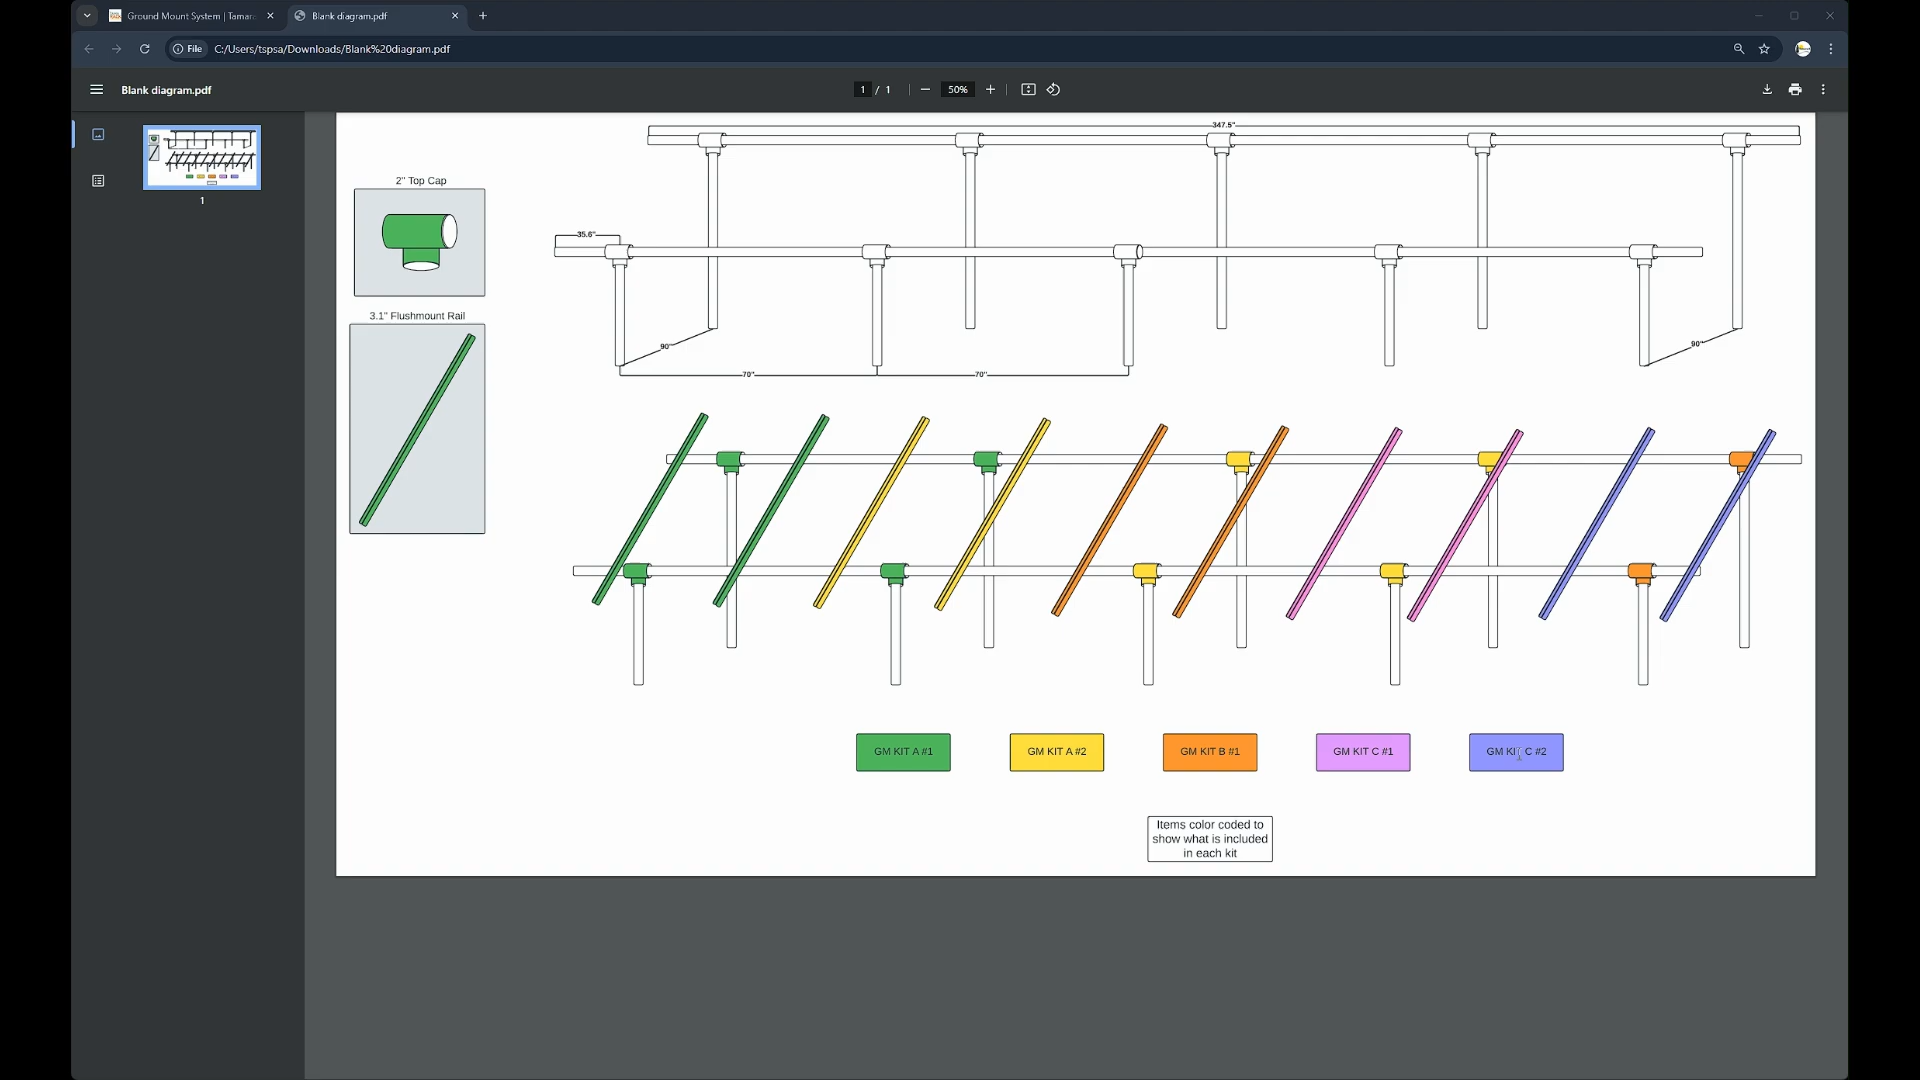 Ground Mount System | Tamara
Blank diagram.pdf
File
C:/Users/tspsa/Downloads/Blank%20diagram.pdf
Blank diagram.pdf
1 / 1
50%
1
347.5"
2" Top Cap
35.6"
3.1" Flushmount Rail
90"
90"
70"
70"
GM KIT A #1
GM KIT A #2
GM KIT B #1
GM KIT C #1
GM KIT C #2
Items color coded to
show what is included
in each kit